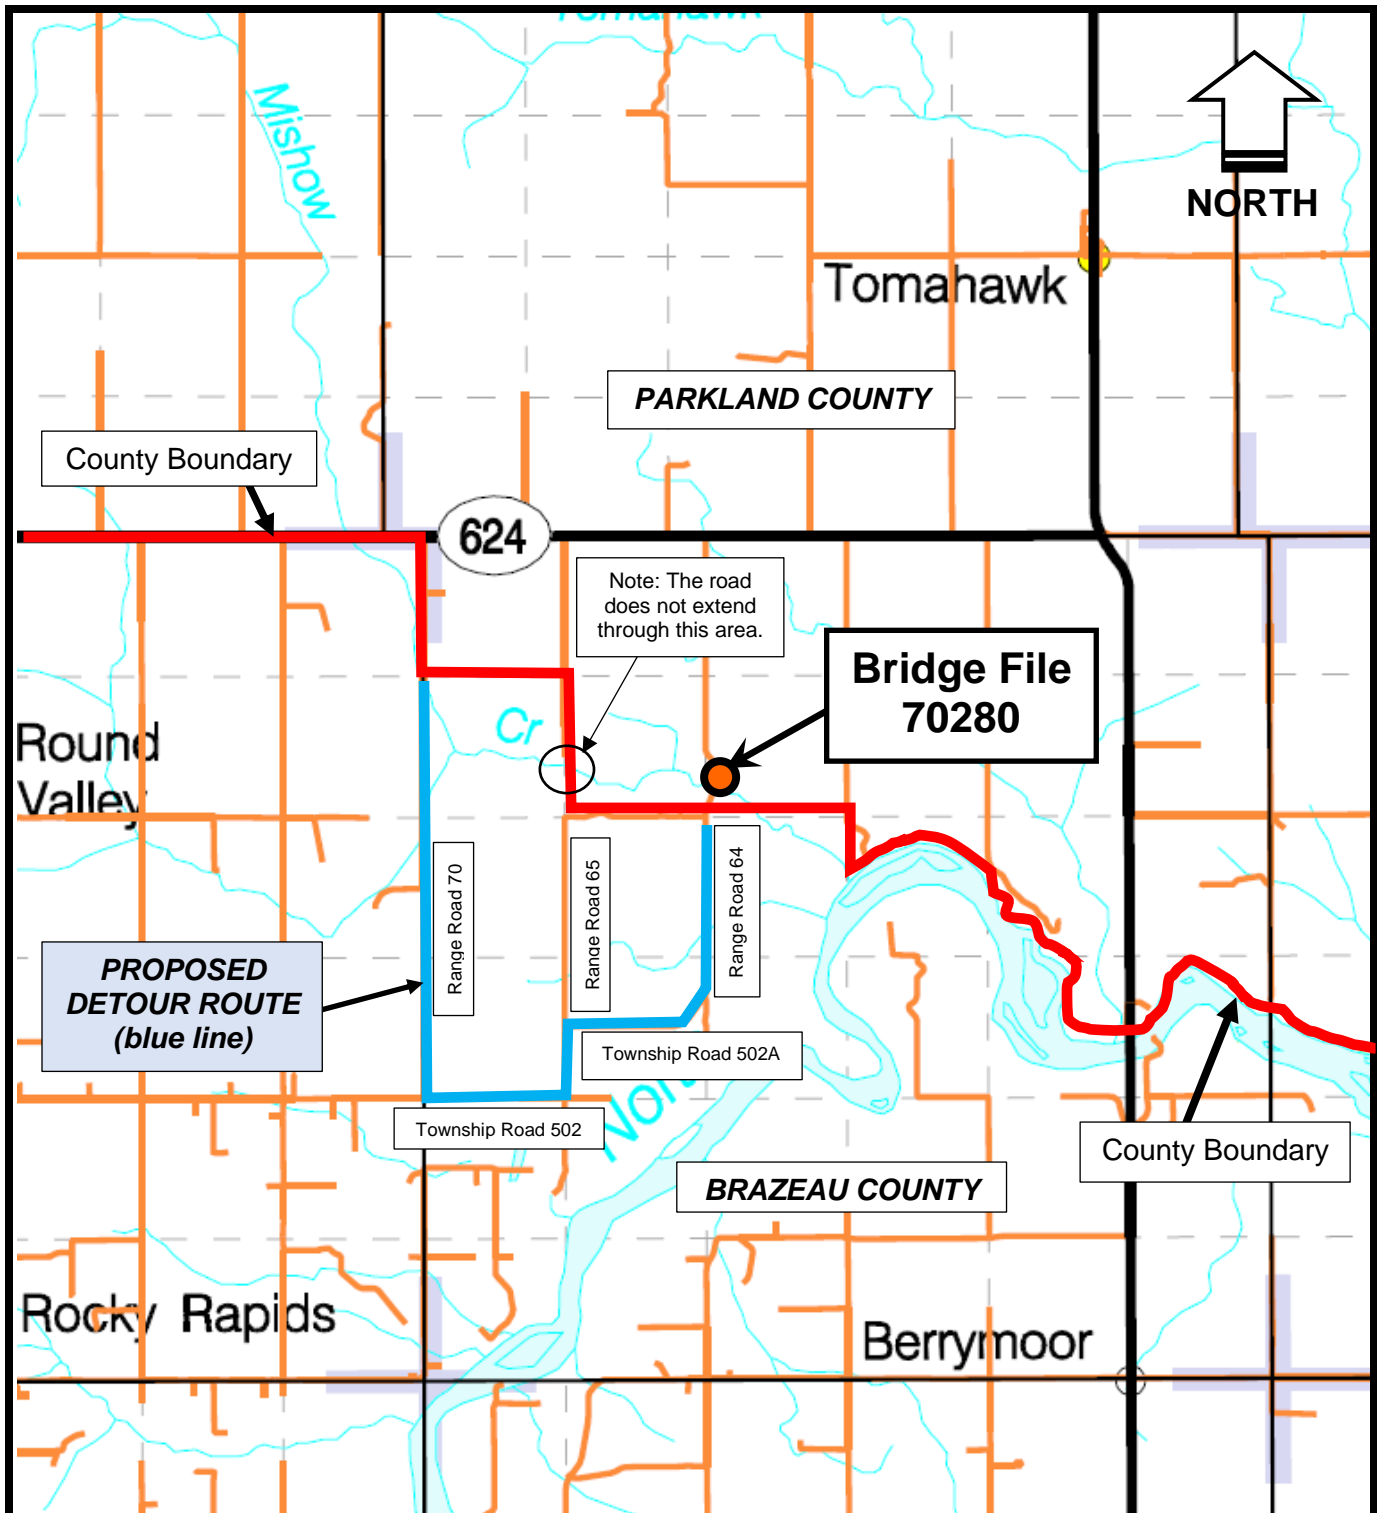 Tomahawk
Mishow
NORTH
Tomahawk
PARKLAND COUNTY
County Boundary
624
Note: The road
does not extend
through this area.
Bridge File
70280
Cr
Round
Valley
Range Road 70
Range Road 65
Range Road 64
PROPOSED
DETOUR ROUTE
(blue line)
Township Road 502A
Township Road 502
Nor
County Boundary
BRAZEAU COUNTY
Rocky Rapids
Berrymoor